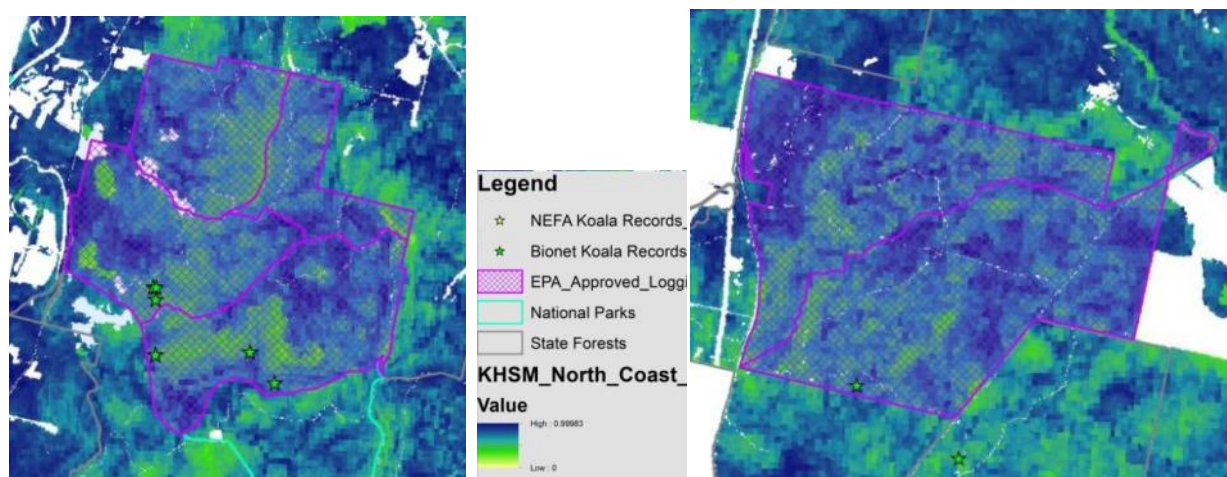 Legend
NEFA Koala Records_
Bionet Koala Records
EPA_Approved_Loggi
National Parks
State Forests
KHSM_North_Coast_
Value
High : 0.99983
Low : 0